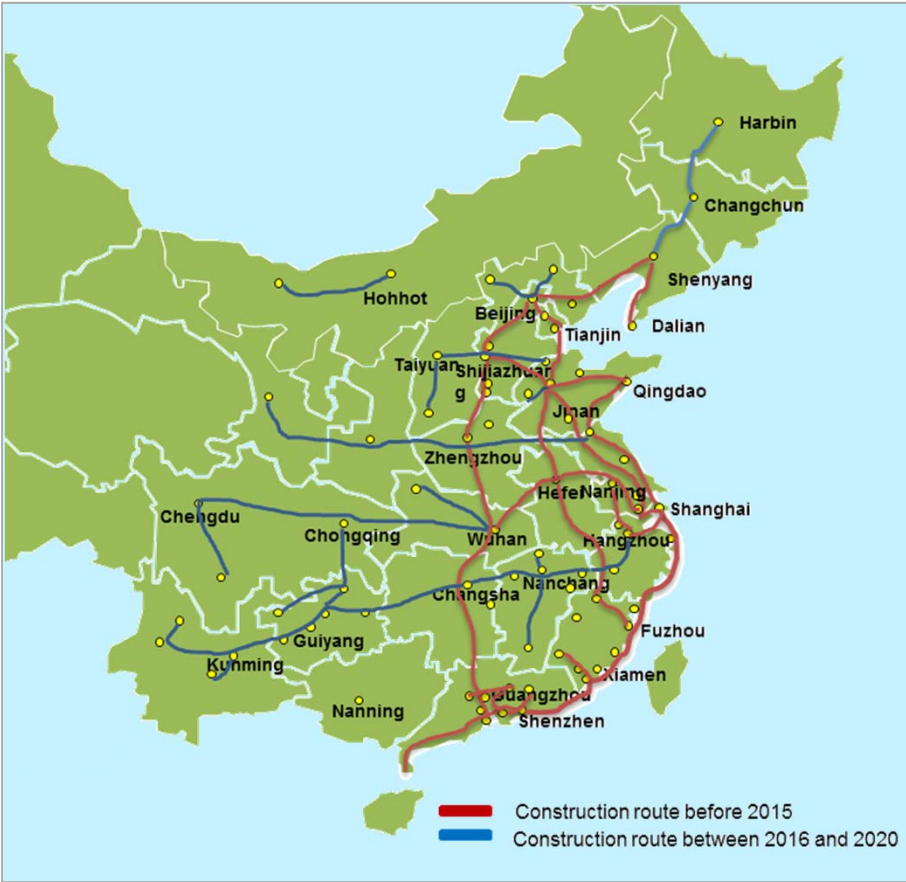 Harbin
Changchun
Shenyang
Hohhot
Beijing
Dalian
Tianjin
Taiyuan
Shijiazhuan
g
Qingdao
Jinan
Zhengzhou
Hefei
Nanjing
Shanghai
Chengdu
Chongqing
Wuhan
Hangzhou
Nanchang
Changsha
Fuzhou
Guiyang
Kunming
Xiamen
Guangzhou
Nanning
Shenzhen
Construction route before 2015
Construction route between 2016 and 2020